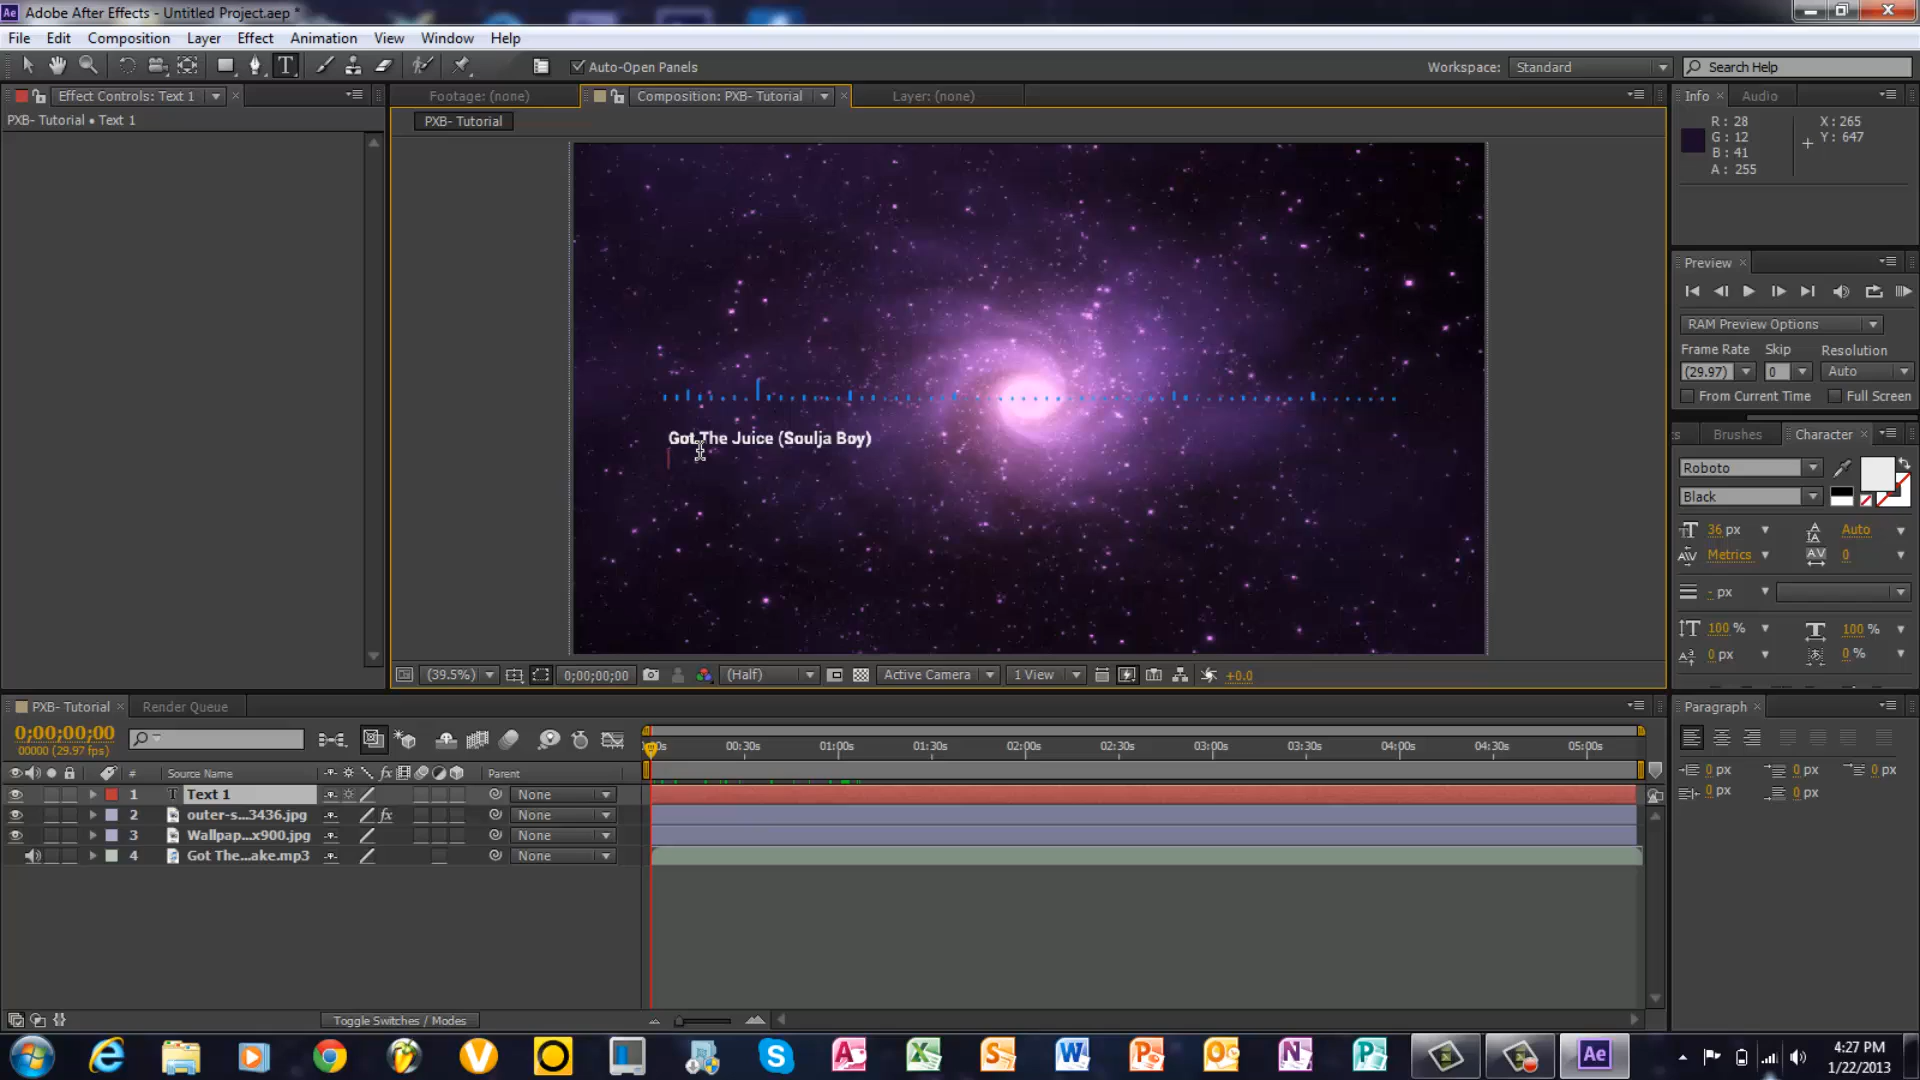 Adobe After Effects - Untitled Project.aep *
File Edit Composition Layer Effect Animation View Window Help
Auto-Open Panels
Workspace: Standard
Search Help
Effect Controls: Text 1
Footage: (none)
Composition: PXB- Tutorial
Layer: (none)
Info
Audio
PXB- Tutorial • Text 1
PXB- Tutorial
R: 28
G: 12
B: 41
A: 255
X: 265
Y: 647
Preview
RAM Preview Options
Frame Rate Skip Resolution
(29.97) 0 Auto
From Current Time Full Screen
Brushes
Character
Roboto
Black
36 px
Auto
Metrics
0
- px
100 %
100 %
0 px
0 %
Got The Juice (Soulja Boy)
(39.5%)
0;00;00;00
(Half)
Active Camera
1 View
+0.0
PXB- Tutorial
Render Queue
Paragraph
0 px
0 px
0 px
0 px
0 px
0;00;00;00
00000 (29.97 fps)
00:30s 01:00s 01:30s 02:00s 02:30s 03:00s 03:30s 04:00s 04:30s 05:00s
# Source Name fx Parent
1 T Text 1 None
2 outer-s...3436.jpg fx None
3 Wallpap...x900.jpg None
4 Got The...ake.mp3 None
Toggle Switches / Modes
4:27 PM
1/22/2013